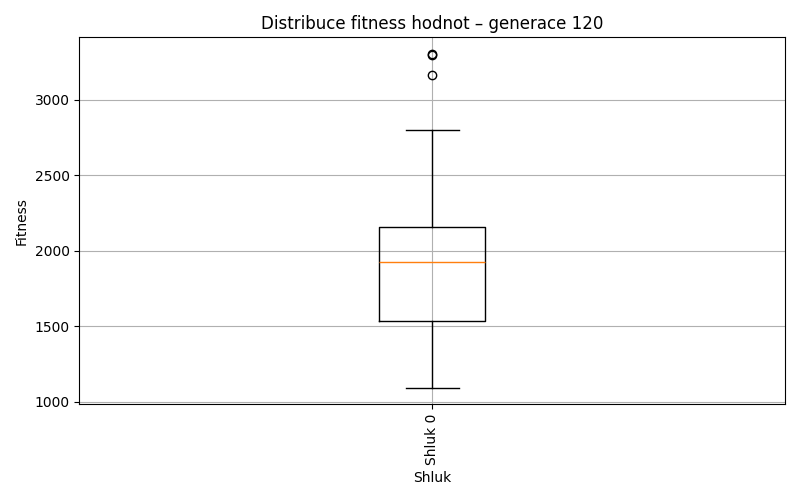 Distribuce fitness hodnot – generace 120
3000
2500
2000
1500
1000
Fitness
Shluk 0
Shluk